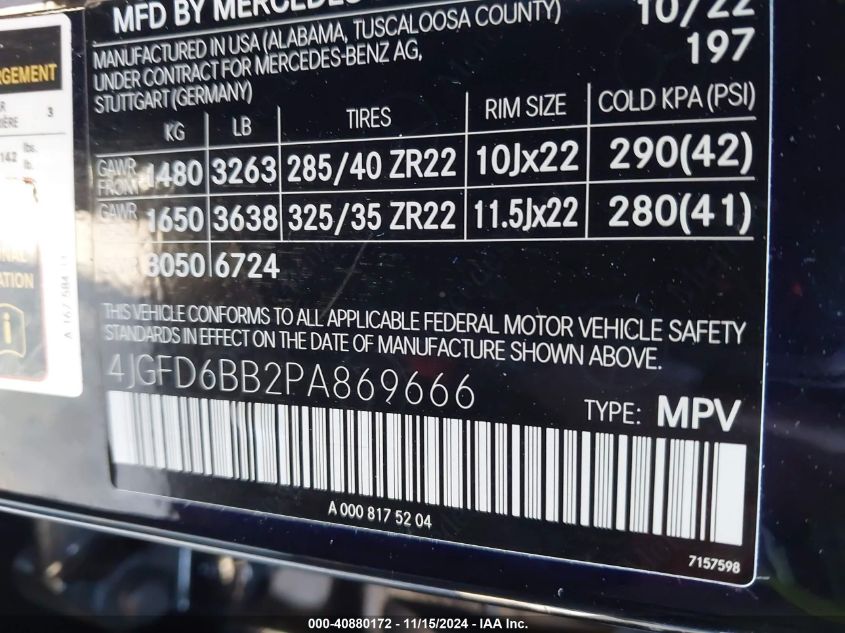 MFD BY MERCEDES
10/22
MANUFACTURED IN USA (ALABAMA, TUSCALOOSA COUNTY)
197
UNDER CONTRACT FOR MERCEDES-BENZ AG,
STUTTGART (GERMANY)
KG LB TIRES RIM SIZE COLD KPA (PSI)
GAWR FRONT 1480 3263 285/40 ZR22 10Jx22 290(42)
GAWR 1650 3638 325/35 ZR22 11.5Jx22 280(41)
3050 6724
THIS VEHICLE CONFORMS TO ALL APPLICABLE FEDERAL MOTOR VEHICLE SAFETY
STANDARDS IN EFFECT ON THE DATE OF MANUFACTURE SHOWN ABOVE.
4JGFD6BB2PA869666
TYPE: MPV
A 000 817 52 04
7157598
3
142 lbs.
lb.
000-40880172 - 11/15/2024 - IAA Inc.